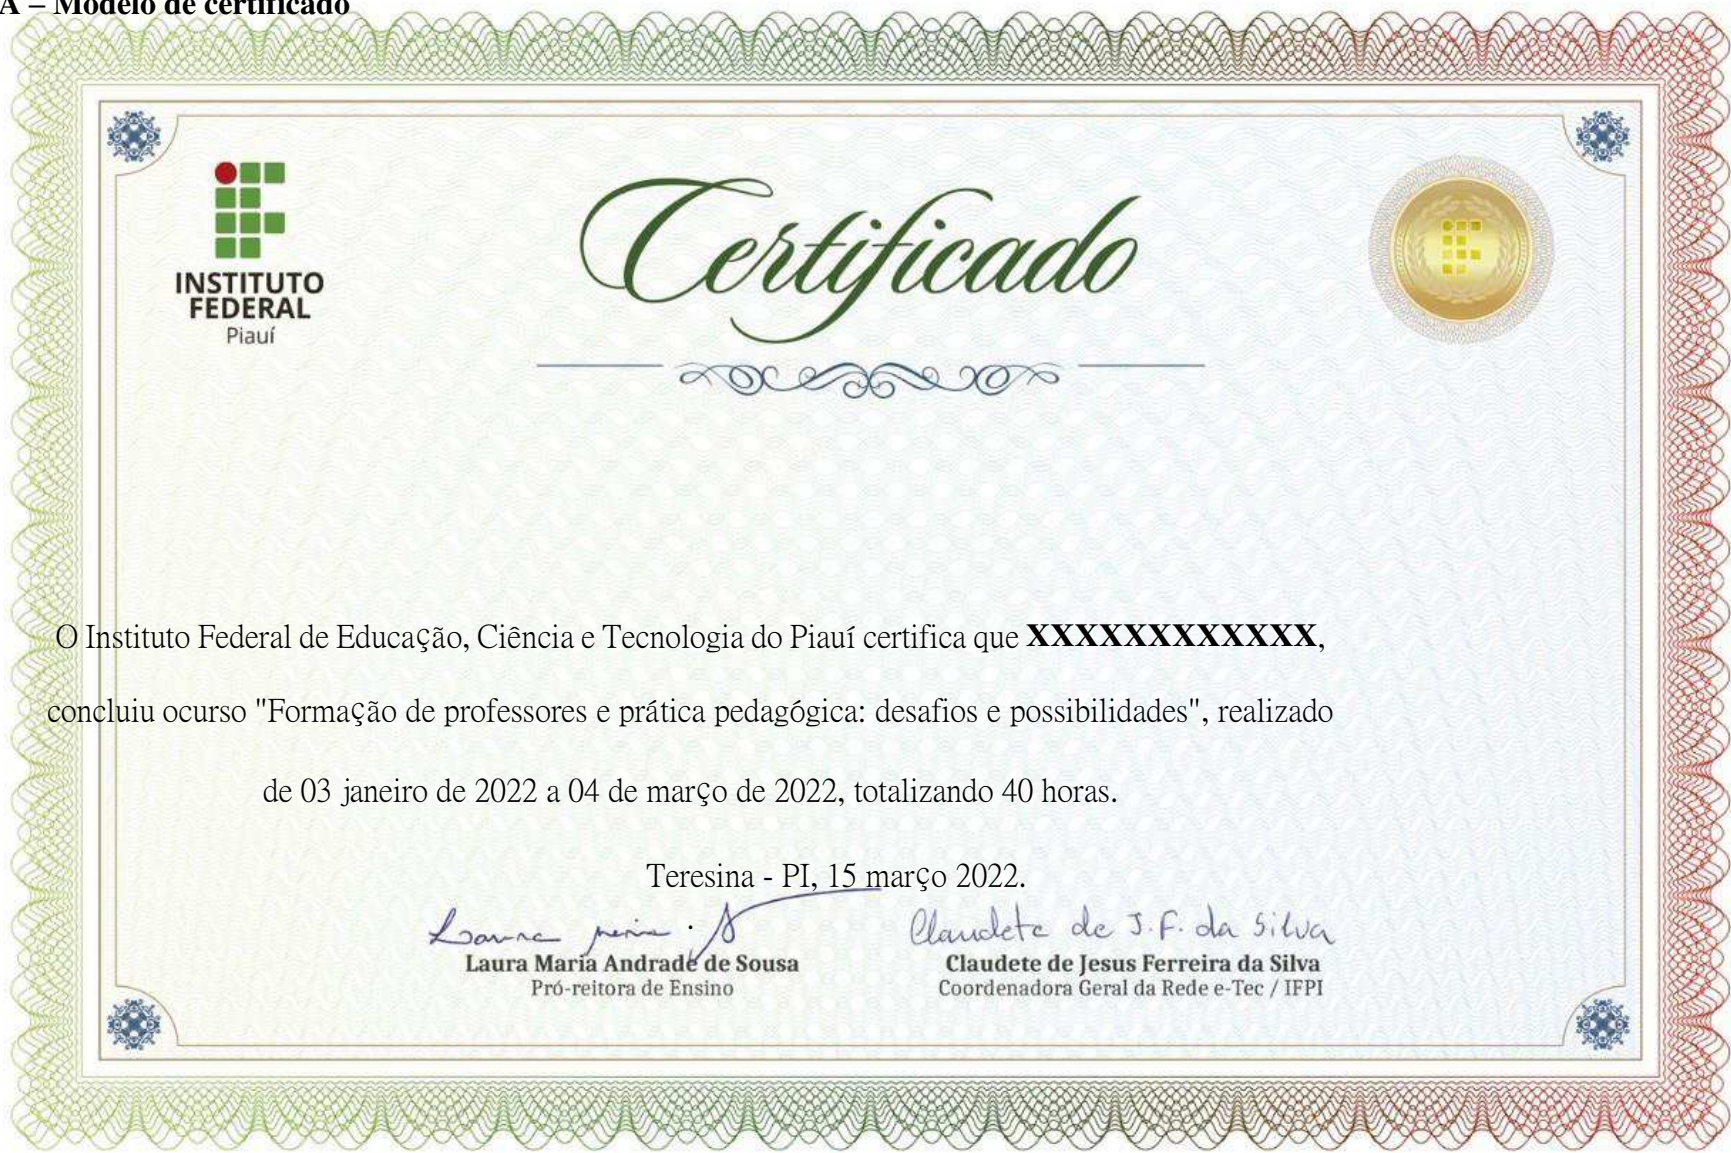 A – Modelo de certificado
INSTITUTO
FEDERAL
Piauí
Certificado
O Instituto Federal de Educação, Ciência e Tecnologia do Piauí certifica que XXXXXXXXXXXX,
concluiu ocurso "Formação de professores e prática pedagógica: desafios e possibilidades", realizado
de 03 janeiro de 2022 a 04 de março de 2022, totalizando 40 horas.
Teresina - PI, 15 março 2022.
Claudete de J. F. da Silva
Laura Maria Andrade de Sousa
Pró-reitora de Ensino
Claudete de Jesus Ferreira da Silva
Coordenadora Geral da Rede e-Tec / IFPI